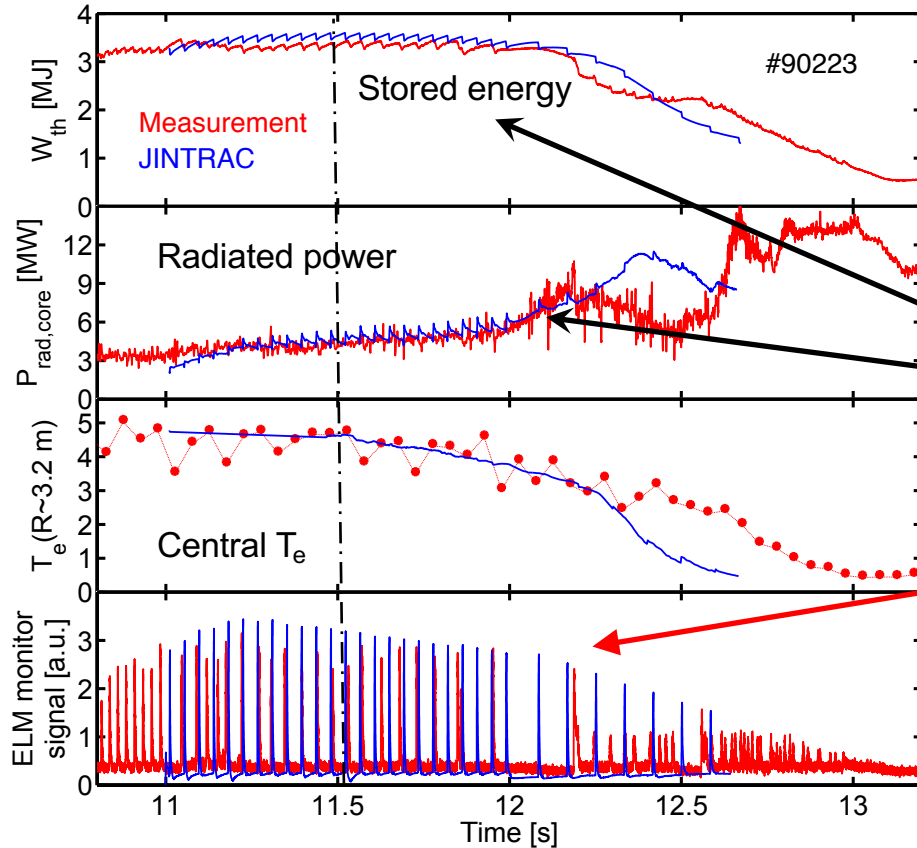 4
3
2
1
0
W_th [MJ]
#90223
Stored energy
Measurement
JINTRAC
12
9
6
3
0
P_rad,core [MW]
Radiated power
5
4
3
2
1
0
T_e(R~3.2 m)
Central T_e
3
2
1
0
ELM monitor
signal [a.u.]
11
11.5
12
12.5
13
Time [s]